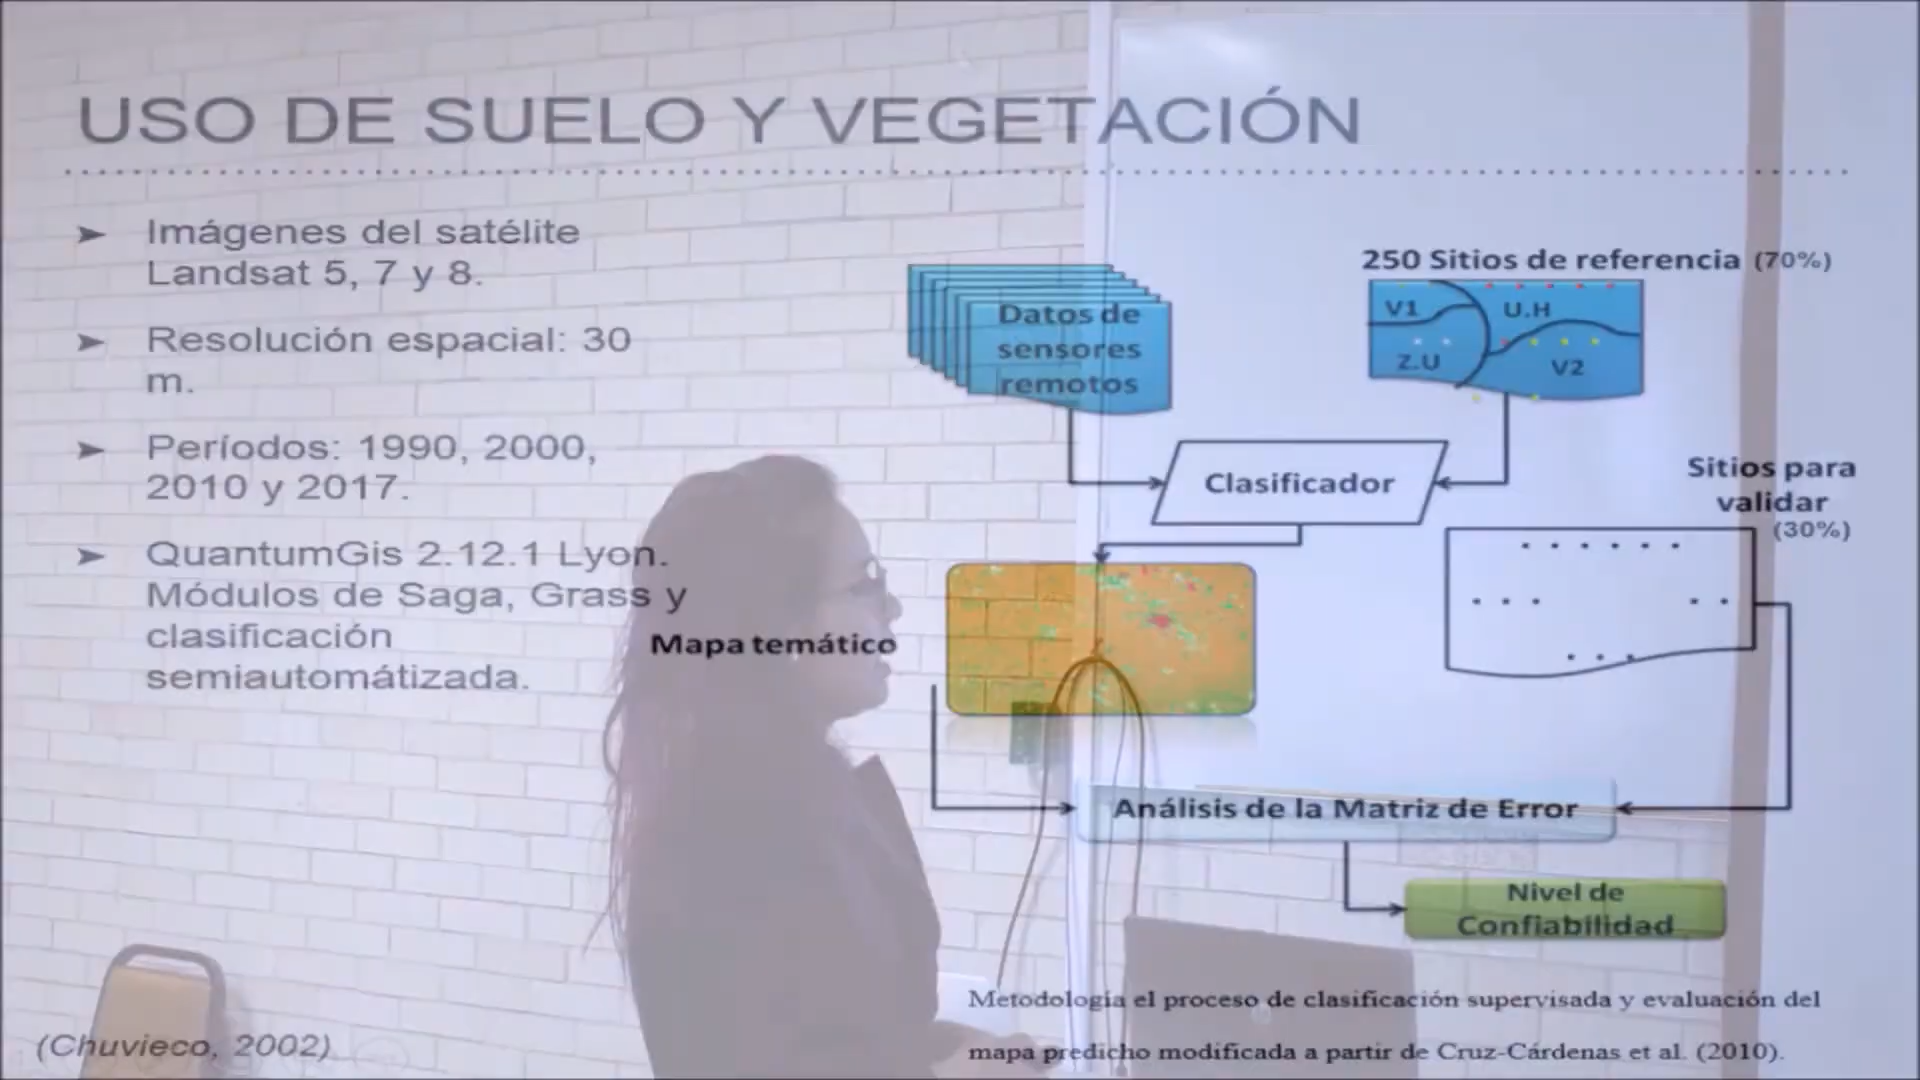 USO DE SUELO Y VEGETACIÓN
➤ Imágenes del satélite
Landsat 5, 7 y 8.
➤ Resolución espacial: 30
m.
➤ Períodos: 1990, 2000,
2010 y 2017.
➤ QuantumGis 2.12.1 Lyon.
Módulos de Saga, Grass y
clasificación
semiautomátizada.
(Chuvieco, 2002)
250 Sitios de referencia (70%)
Datos de
sensores
remotos
V1
U.H
Z.U
V2
Clasificador
Sitios para
validar
(30%)
Mapa temático
Análisis de la Matriz de Error
Nivel de
Confiabilidad
Metodología el proceso de clasificación supervisada y evaluación del
mapa predicho modificada a partir de Cruz-Cárdenas et al. (2010).